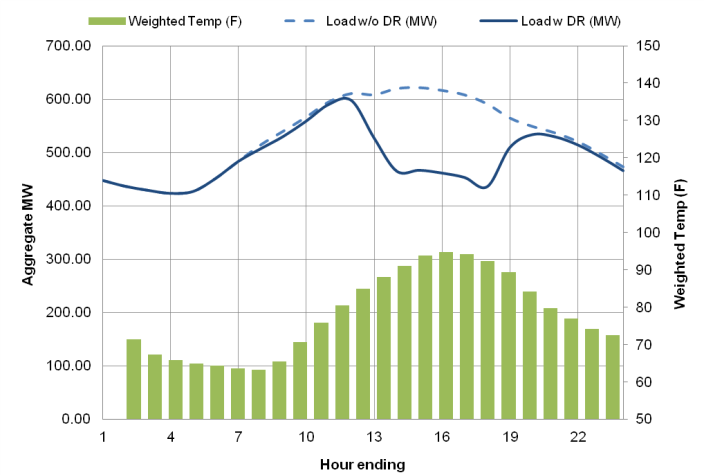 Weighted Temp (F) Load w/o DR (MW) Load w DR (MW)
700.00 150
600.00 140
500.00 130
400.00 120
300.00 110
200.00 100
100.00 90
0.00 80
70
60
50
Aggregate MW
Weighted Temp (F)
1 4 7 10 13 16 19 22
Hour ending